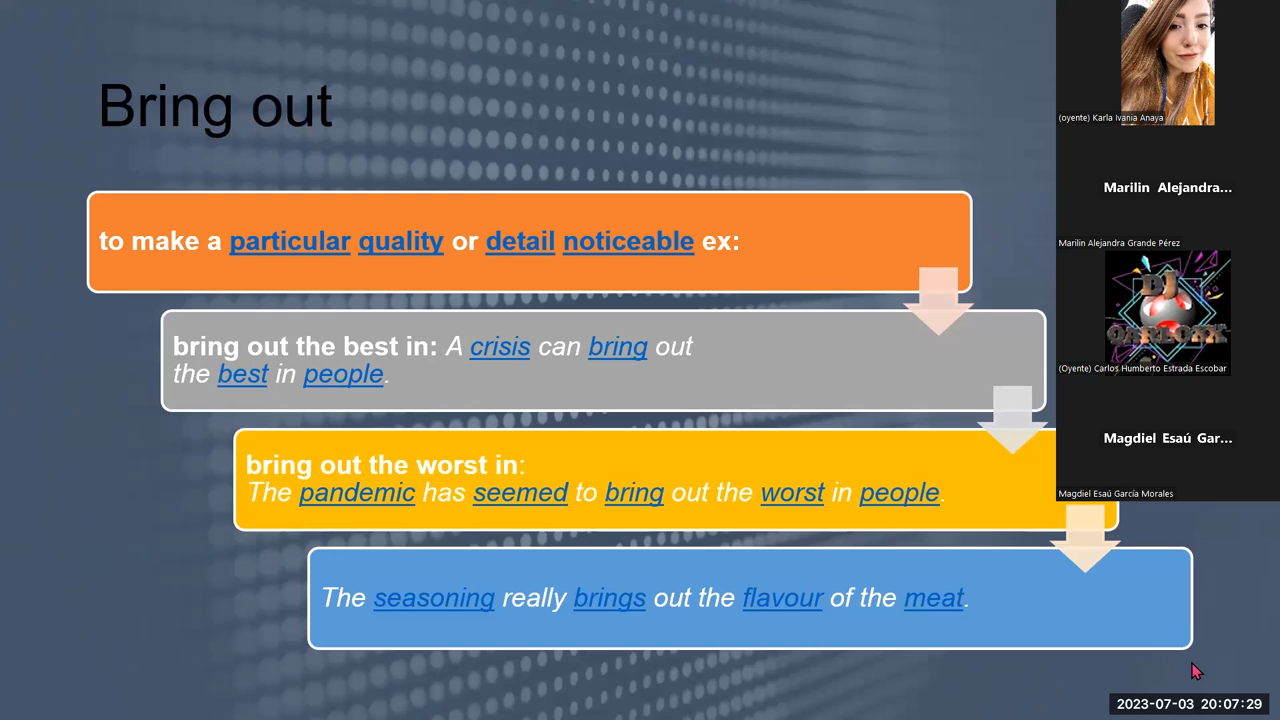 Bring out
to make a particular quality or detail noticeable ex:
bring out the best in: A crisis can bring out
the best in people.
bring out the worst in:
The pandemic has seemed to bring out the worst in people.
The seasoning really brings out the flavour of the meat.
(oyente) Karla Ivania Anaya
Marilin Alejandra...
Marilin Alejandra Grande Pérez
DJ
QARLOXX
(Oyente) Carlos Humberto Estrada Escobar
Magdiel Esaú Gar...
Magdiel Esaú García Morales
2023-07-03 20:07:29